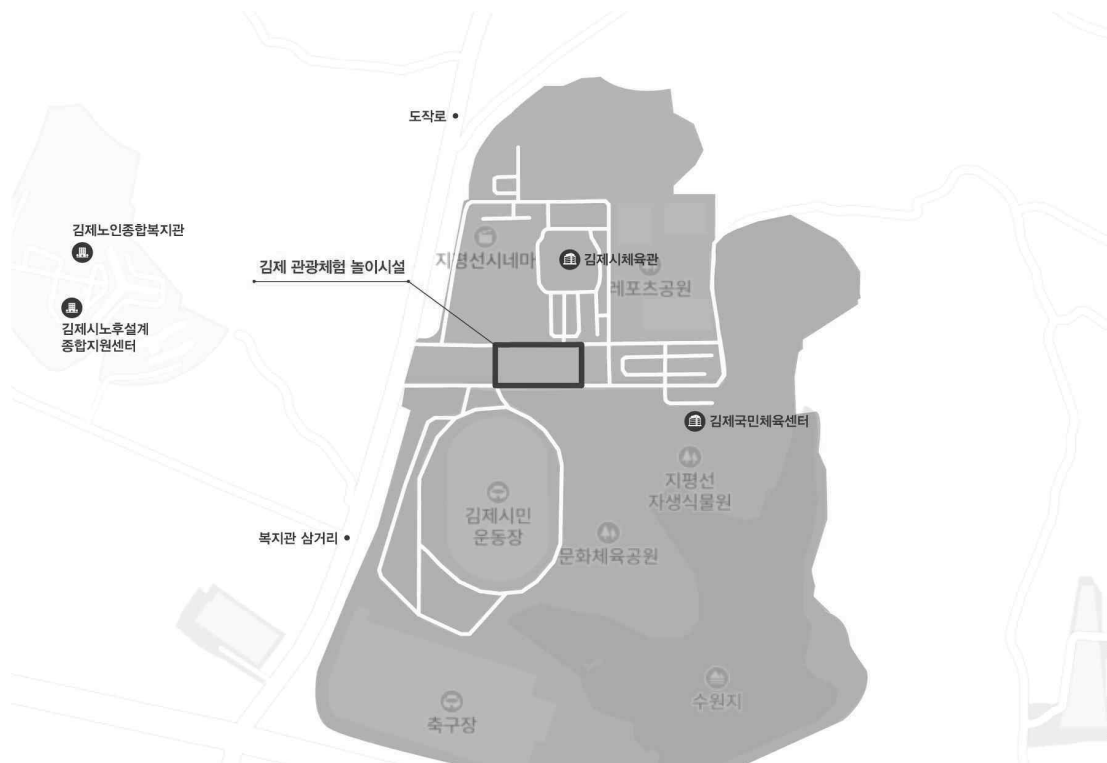 도작로
김제노인종합복지관
지평선시네마
김제시체육관
김제 관광체험 놀이시설
레포츠공원
김제시노후설계
종합지원센터
김제국민체육센터
지평선
자생식물원
김제시민
운동장
복지관 삼거리
문화체육공원
수원지
축구장